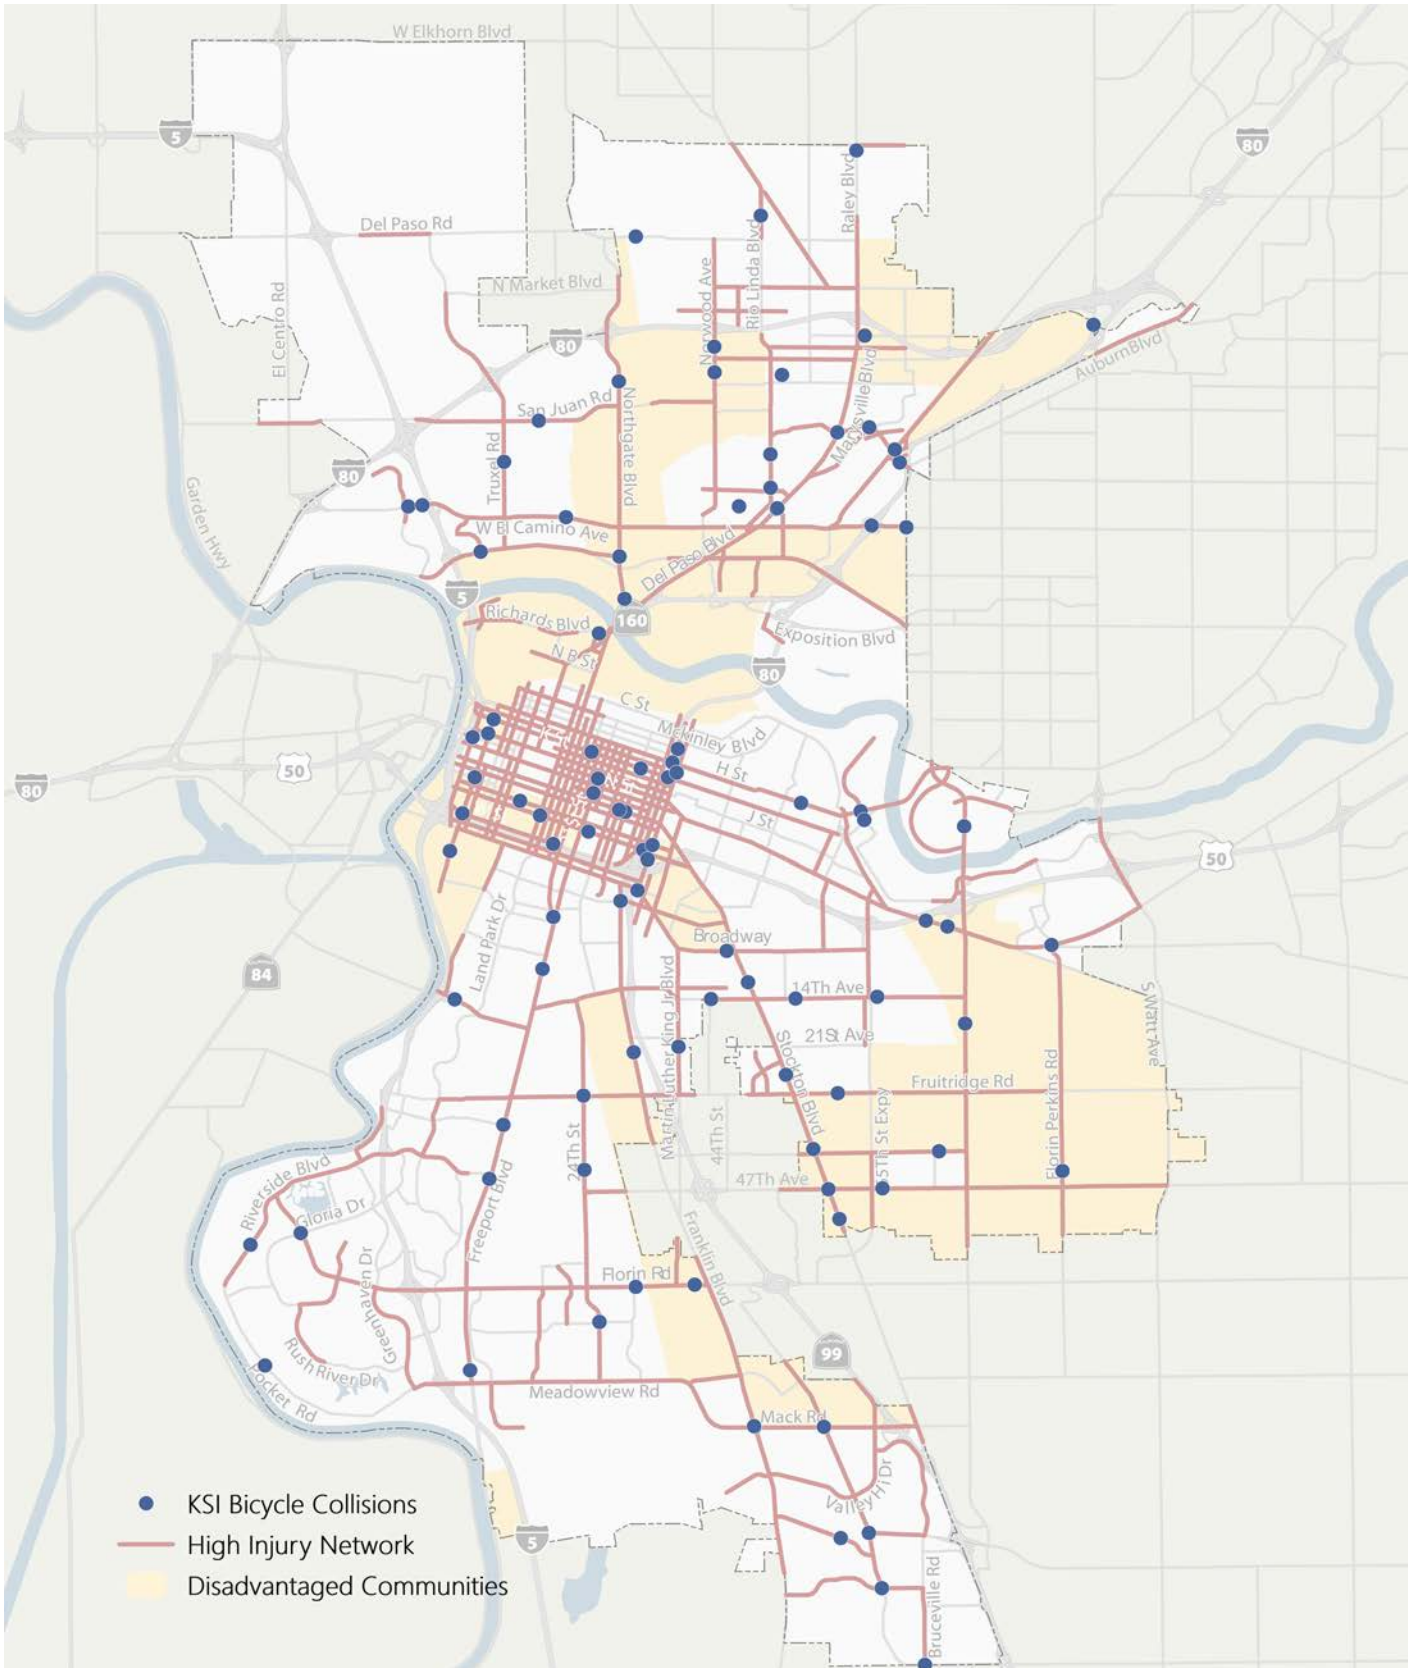 W Elkhorn Blvd
5
80
Raley Blvd
Del Paso Rd
Rio Linda Blvd
N Market Blvd
Norwood Ave
El Centro Rd
80
Auburn Blvd
Marysville Blvd
San Juan Rd
Northgate Blvd
Truxel Rd
80
Garden Hwy
W El Camino Ave
Del Paso Blvd
5
Richards Blvd
160
Exposition Blvd
N B St
80
C St
McKinley Blvd
H St
50
80
J St
50
Land Park Dr
Broadway
84
14Th Ave
Martin Luther King Jr Blvd
S Watt Ave
21St Ave
Stockton Blvd
Fruitridge Rd
Florin Perkins Rd
65Th St Expy
44Th St
24Th St
47Th Ave
Riverside Blvd
Gloria Dr
Freeport Blvd
Franklin Blvd
Florin Rd
Greenhaven Dr
Rush River Dr
99
Pocket Rd
Meadowview Rd
Mack Rd
Valley Hi Dr
KSI Bicycle Collisions
High Injury Network
5
Disadvantaged Communities
Bruceville Rd